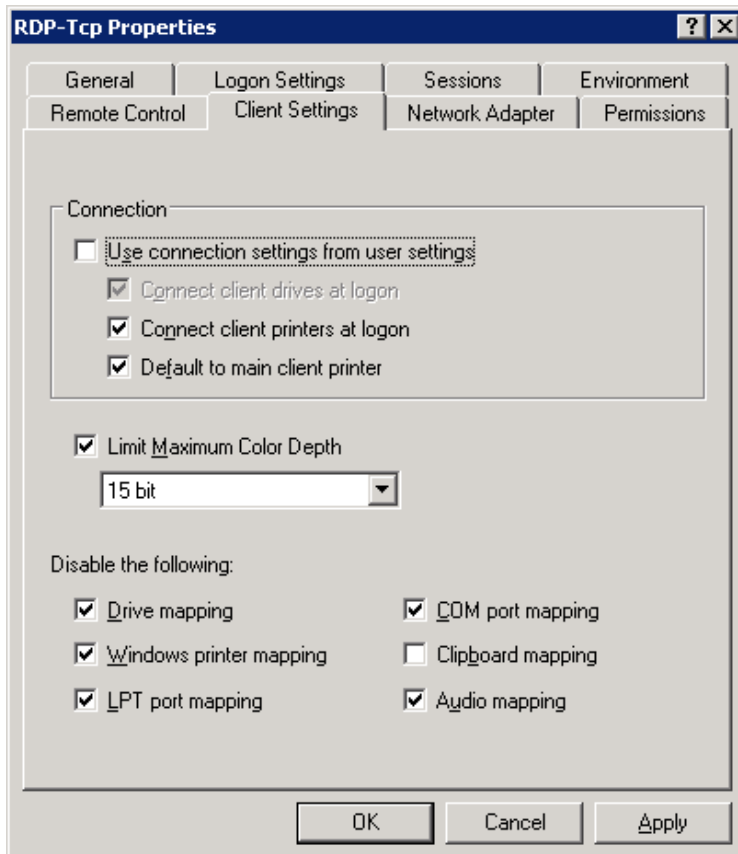 RDP-Tcp Properties
General Logon Settings Sessions Environment
Remote Control Client Settings Network Adapter Permissions
Connection
Use connection settings from user settings
Connect client drives at logon
Connect client printers at logon
Default to main client printer
Limit Maximum Color Depth
15 bit
Disable the following:
Drive mapping COM port mapping
Windows printer mapping Clipboard mapping
LPT port mapping Audio mapping
OK Cancel Apply